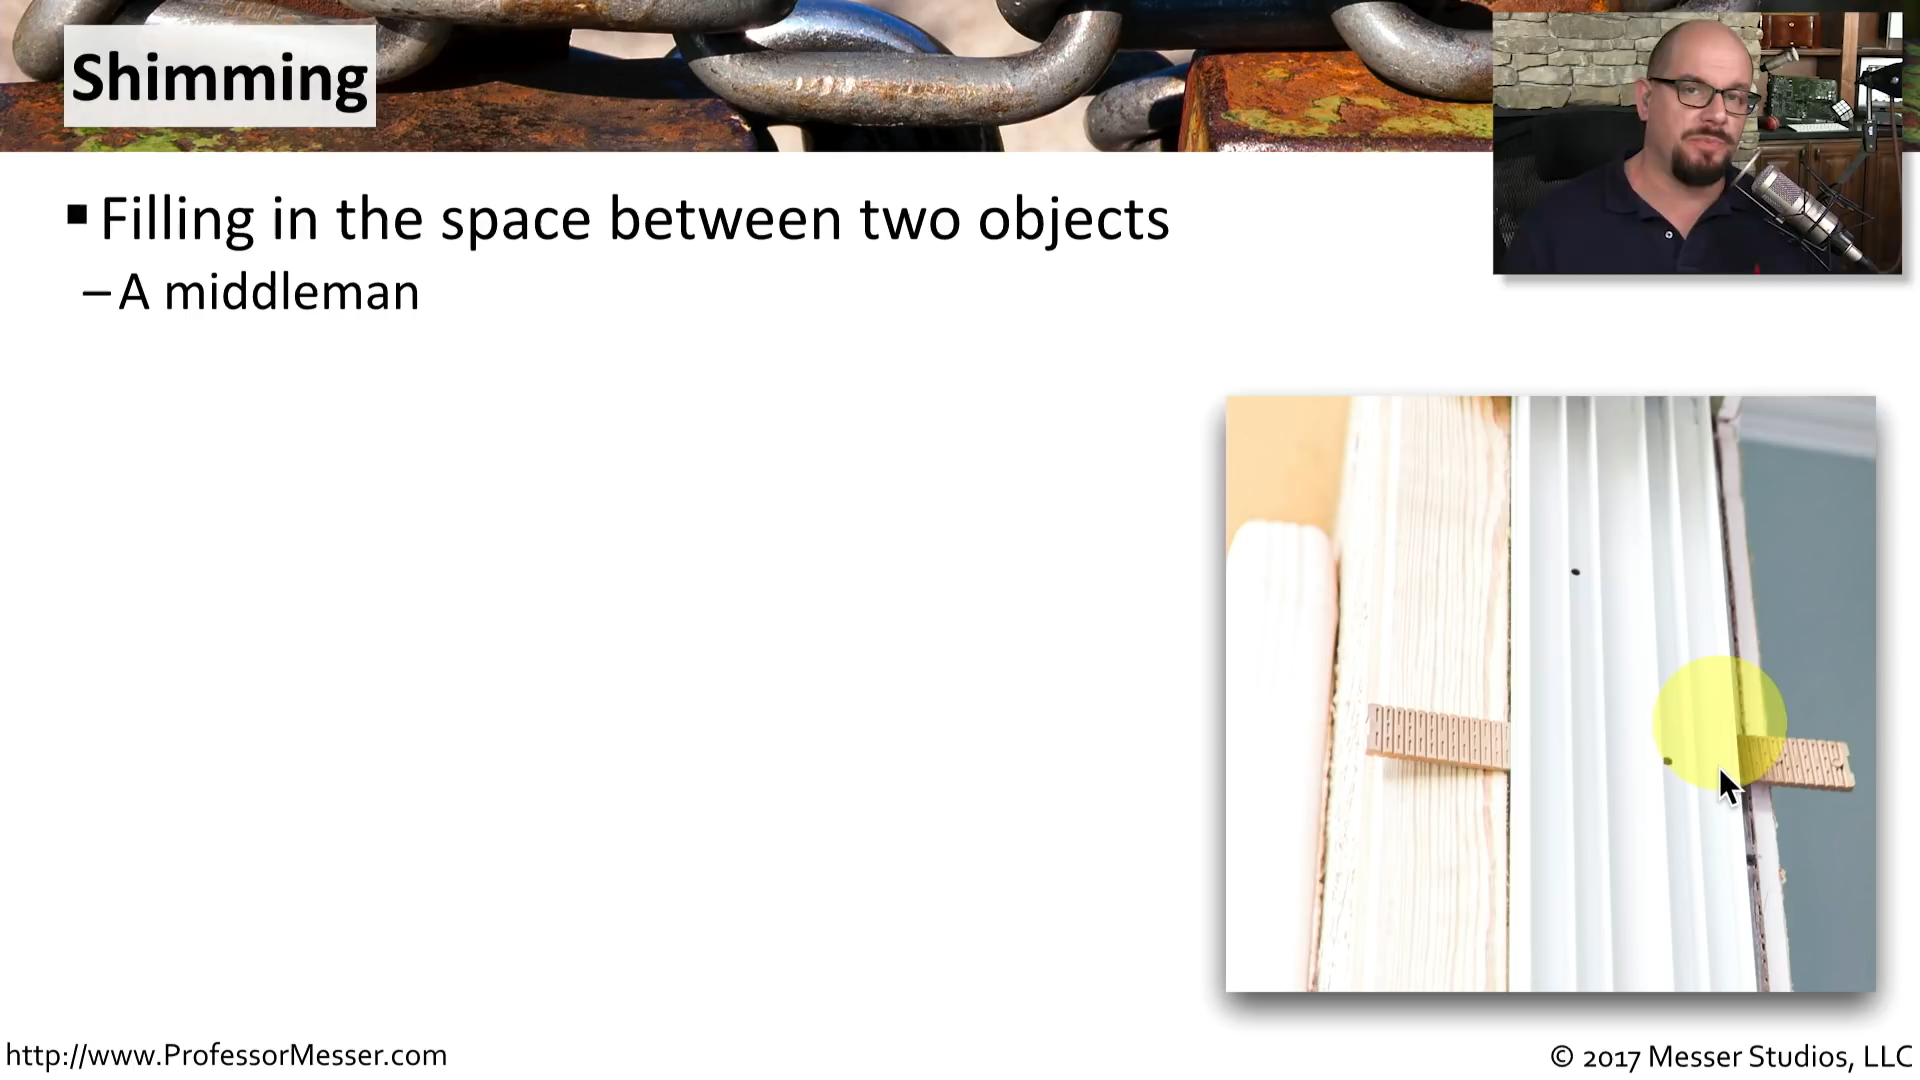 Shimming
▪ Filling in the space between two objects
– A middleman
http://www.ProfessorMesser.com
© 2017 Messer Studios, LLC